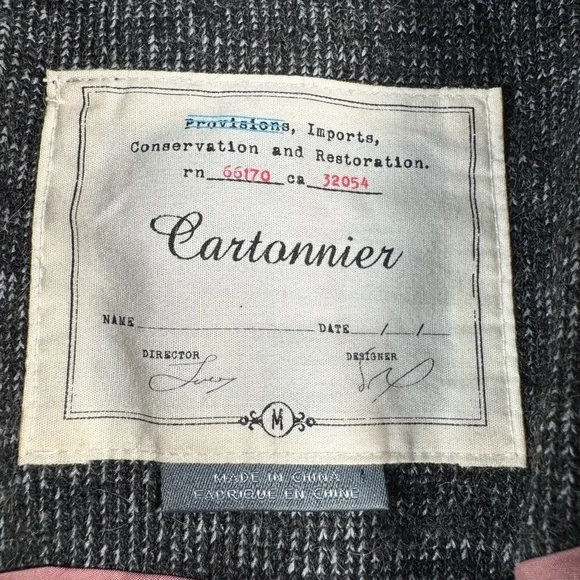 Provisions, Imports,
Conservation and Restoration.
rn 66170 ca 32054
Cartonnier
NAME DATE / /
DIRECTOR DESIGNER
M
MADE IN CHINA
FABRIQUE EN CHINE